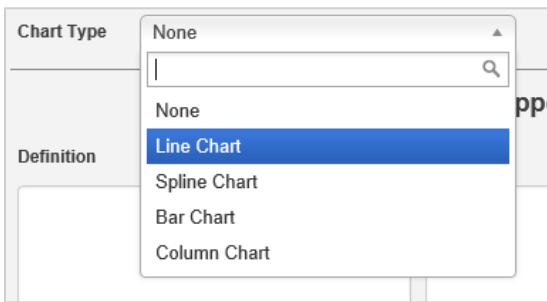 Chart Type None
None
Line Chart
Definition
Spline Chart
Bar Chart
Column Chart